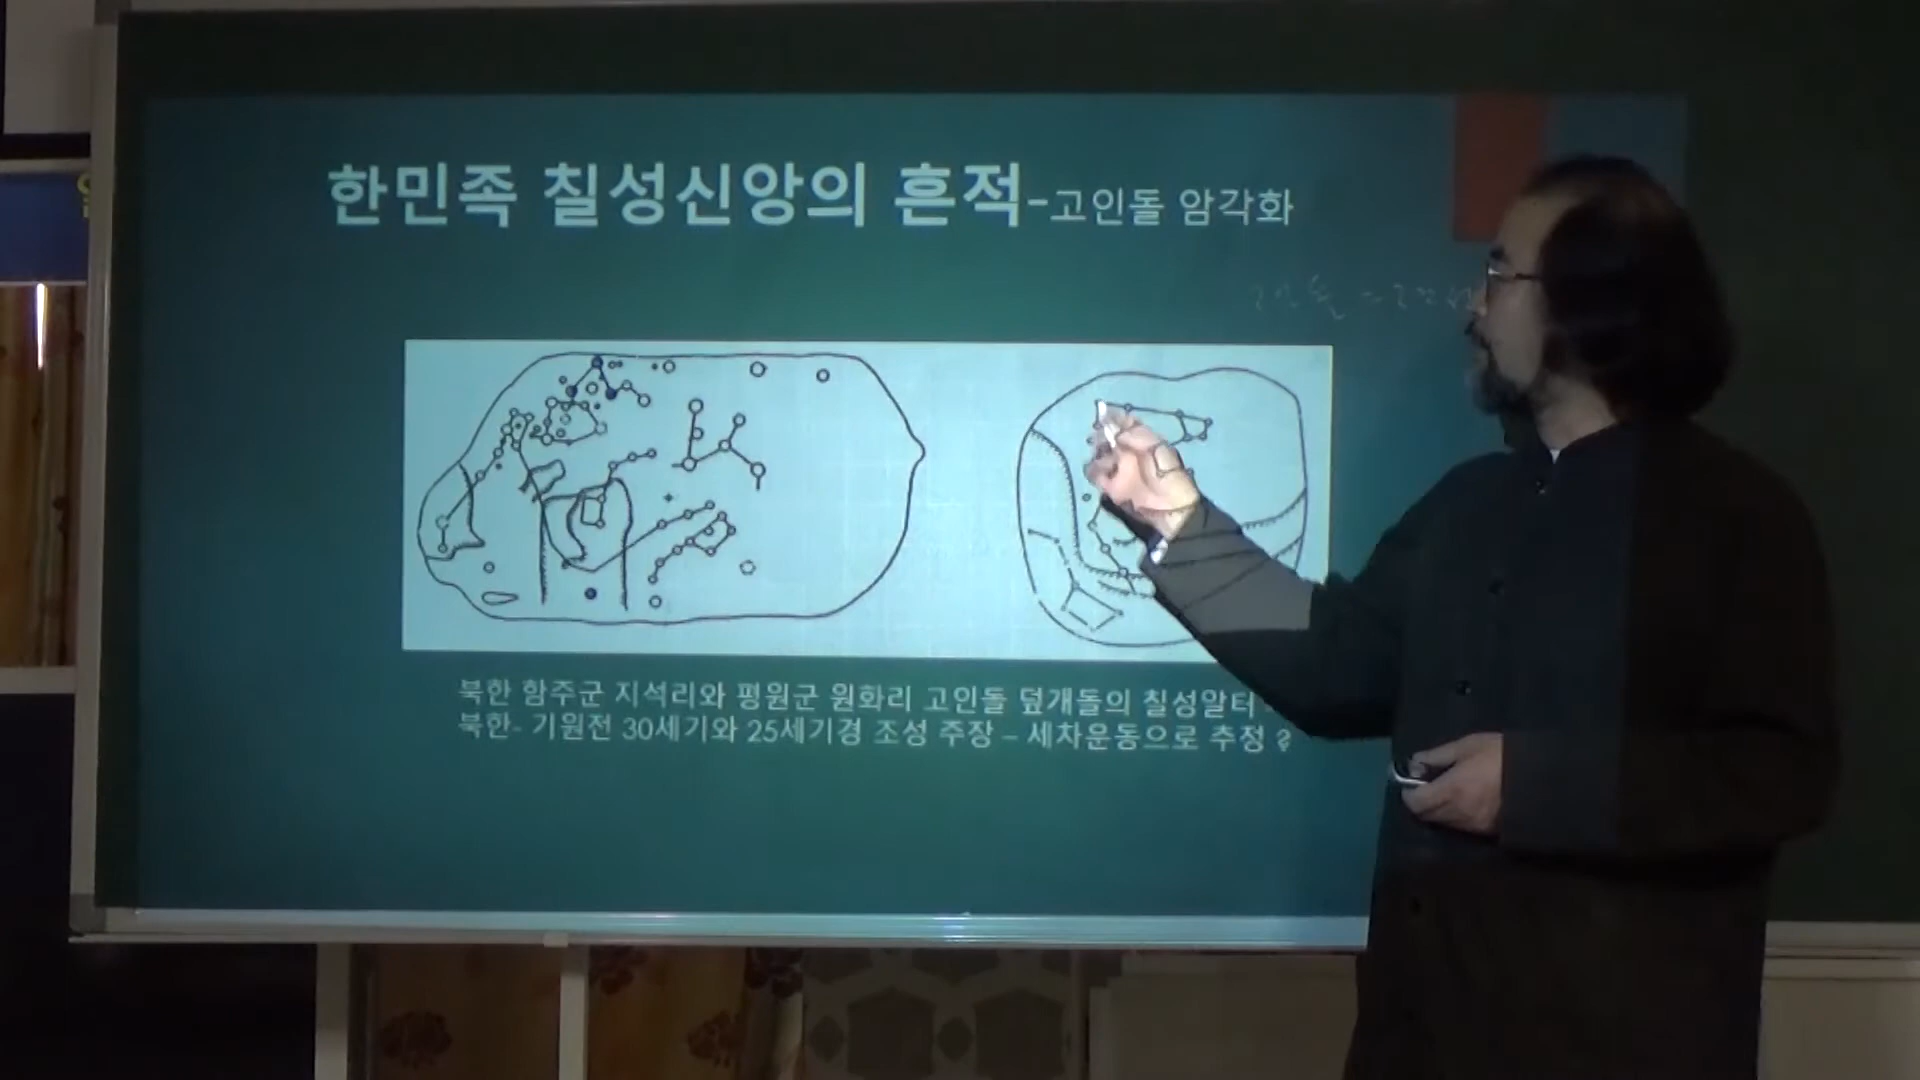 한민족 칠성신앙의 흔적-고인돌 암각화
북한 함주군 지석리와 평원군 원화리 고인돌 덮개돌의 칠성알터
북한- 기원전 30세기와 25세기경 조성 주장 – 세차운동으로 추정 ?